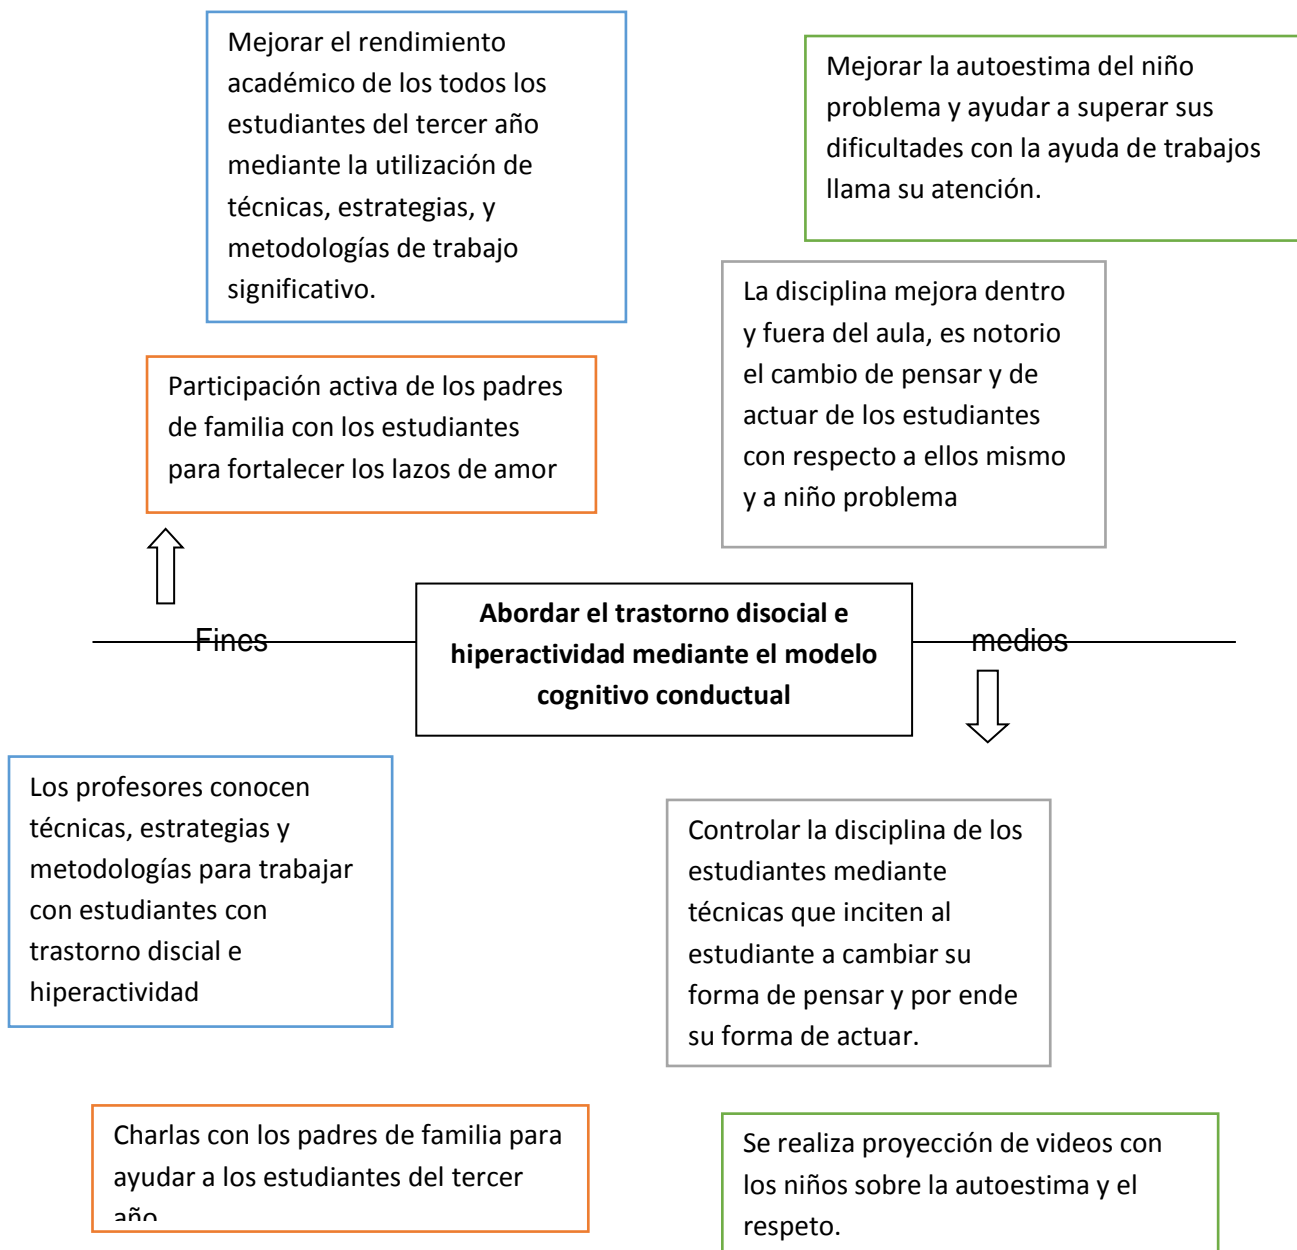 Mejorar el rendimiento
académico de los todos los
estudiantes del tercer año
mediante la utilización de
técnicas, estrategias, y
metodologías de trabajo
significativo.
Mejorar la autoestima del niño
problema y ayudar a superar sus
dificultades con la ayuda de trabajos
llama su atención.
La disciplina mejora dentro
y fuera del aula, es notorio
el cambio de pensar y de
actuar de los estudiantes
con respecto a ellos mismo
y a niño problema
Participación activa de los padres
de familia con los estudiantes
para fortalecer los lazos de amor
Fines
Abordar el trastorno disocial e
hiperactividad mediante el modelo
cognitivo conductual
medios
Los profesores conocen
técnicas, estrategias y
metodologías para trabajar
con estudiantes con
trastorno discial e
hiperactividad
Controlar la disciplina de los
estudiantes mediante
técnicas que inciten al
estudiante a cambiar su
forma de pensar y por ende
su forma de actuar.
Charlas con los padres de familia para
ayudar a los estudiantes del tercer
año
Se realiza proyección de videos con
los niños sobre la autoestima y el
respeto.